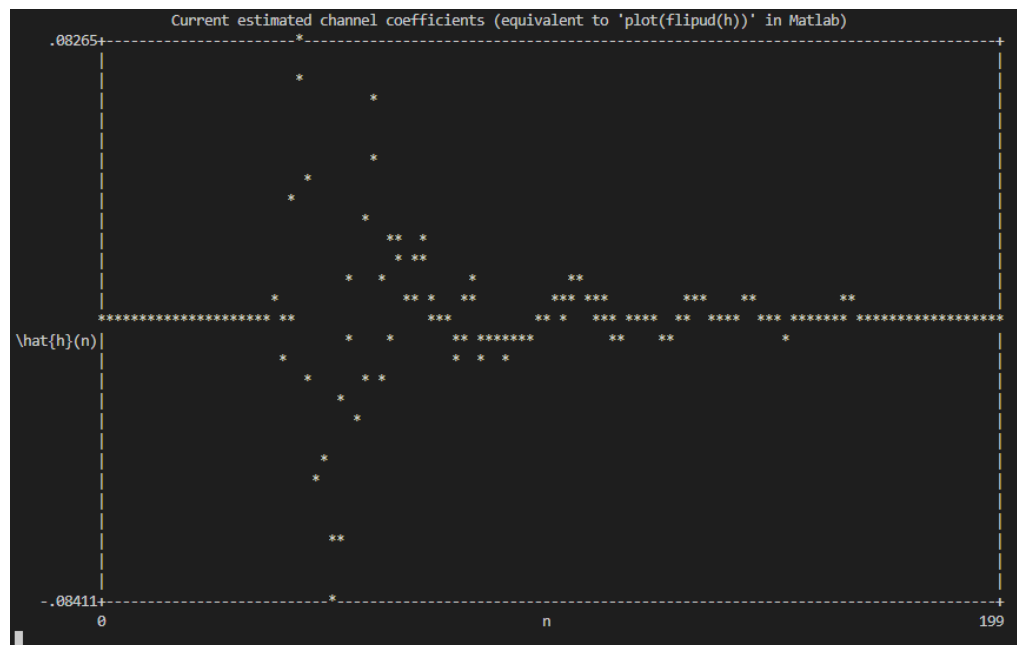 Current estimated channel coefficients (equivalent to 'plot(flipud(h))' in Matlab)
.08265
\hat{h}(n)
-.08411
0 n 199